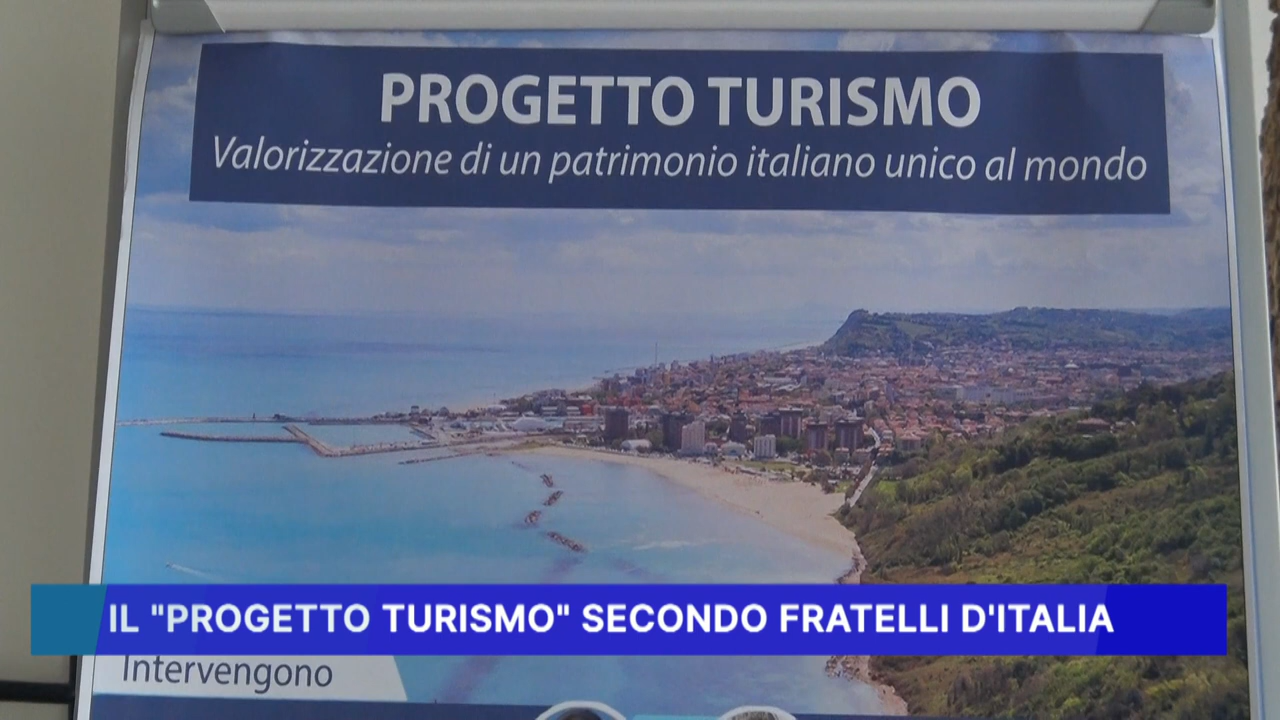 PROGETTO TURISMO
Valorizzazione di un patrimonio italiano unico al mondo
IL "PROGETTO TURISMO" SECONDO FRATELLI D'ITALIA
Intervengono